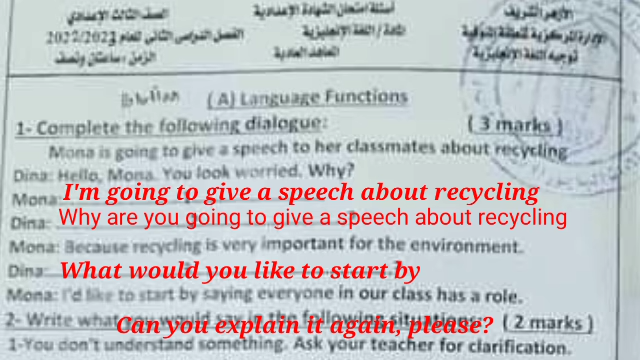 الأزهر الشريف
أسئلة امتحان الشهادة الإعدادية
الصف الثالث الإعدادي
الإدارة المركزية للمنطقة
مادة / اللغة الإنجليزية
الفصل الدراسي الثاني للعام 2022/2023
توجيه اللغة الإنجليزية
المعاهد العادية
الزمن : ساعتان ونصف
(A) Language Functions
1- Complete the following dialogue: ( 3 marks )
Mona is going to give a speech to her classmates about recycling
Dina: Hello, Mona. You look worried. Why?
Mona: I'm going to give a speech about recycling
Dina: Why are you going to give a speech about recycling
Mona: Because recycling is very important for the environment.
Dina: What would you like to start by
Mona: I'd like to start by saying everyone in our class has a role.
2- Write what you would say in the following situations: ( 2 marks )
Can you explain it again, please?
1-You don't understand something. Ask your teacher for clarification.